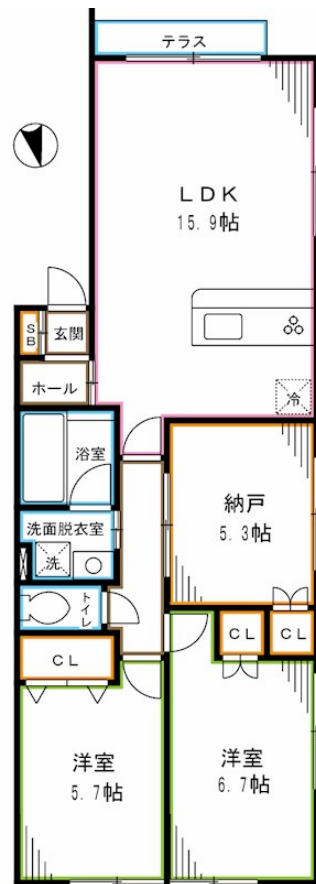 テラス
LDK
15.9帖
SB
玄関
ホール
冷
浴室
納戸
5.3帖
洗面脱衣室
洗
トイレ
CL
CL
CL
洋室
5.7帖
洋室
6.7帖